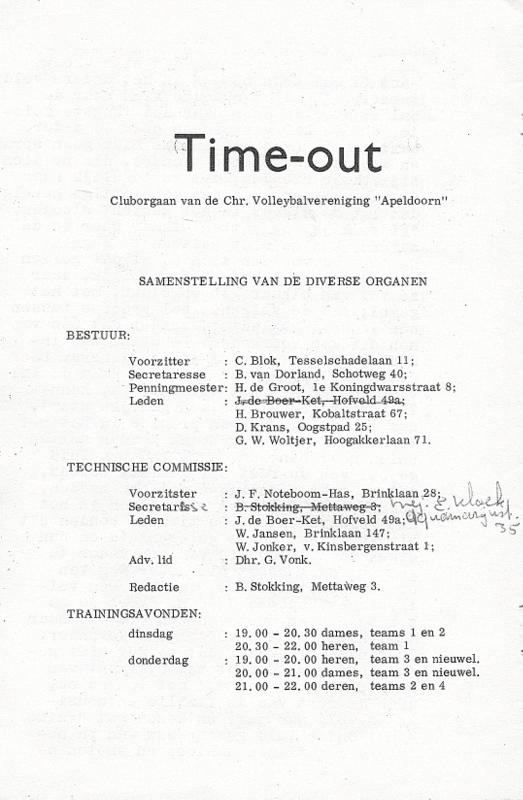 Time-out
Cluborgaan van de Chr. Volleybalvereniging "Apeldoorn"
SAMENSTELLING VAN DE DIVERSE ORGANEN
BESTUUR:
Voorzitter : C. Blok, Tesselschadelaan 11;
Secretaresse : B. van Dorland, Schotweg 40;
Penningmeester: H. de Groot, 1e Koningdwarsstraat 8;
Leden : J. de Boer-Ket, Hofveld 49a;
H. Brouwer, Kobaltstraat 67;
D. Krans, Oogstpad 25;
G. W. Woltjer, Hoogakkerlaan 71.
TECHNISCHE COMMISSIE:
Voorzitster : J. F. Noteboom-Has, Brinklaan 28;
Secretaresse : B. Stokking, Mettaweg 3; Mej. E.
Leden : J. de Boer-Ket, Hofveld 49a; 35
W. Jansen, Brinklaan 147;
W. Jonker, v. Kinsbergenstraat 1;
Adv. lid : Dhr. G. Vonk.
Redactie : B. Stokking, Mettaweg 3.
TRAININGSAVONDEN:
dinsdag : 19.00 - 20.30 dames, teams 1 en 2
20.30 - 22.00 heren, team 1
donderdag : 19.00 - 20.00 heren, team 3 en nieuwel.
20.00 - 21.00 dames, team 3 en nieuwel.
21.00 - 22.00 deren, teams 2 en 4